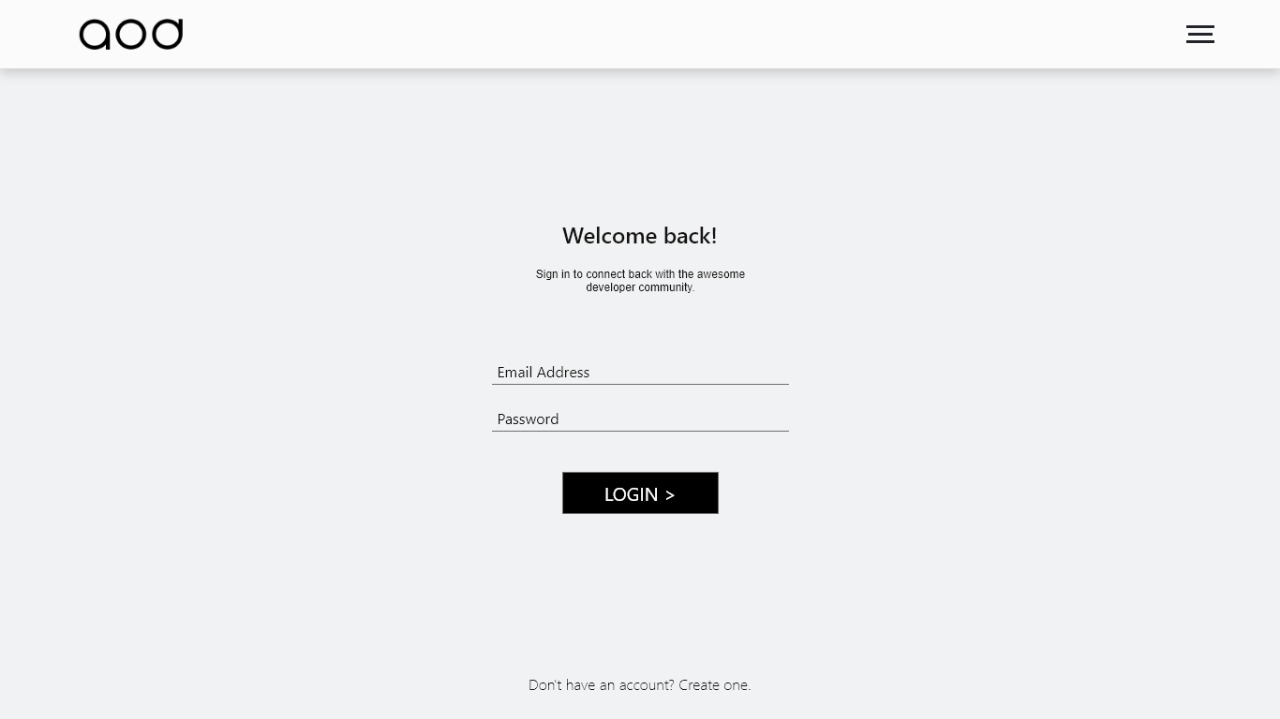 aod
Welcome back!
Sign in to connect back with the awesome
developer community.
Email Address
Password
LOGIN >
Don't have an account? Create one.